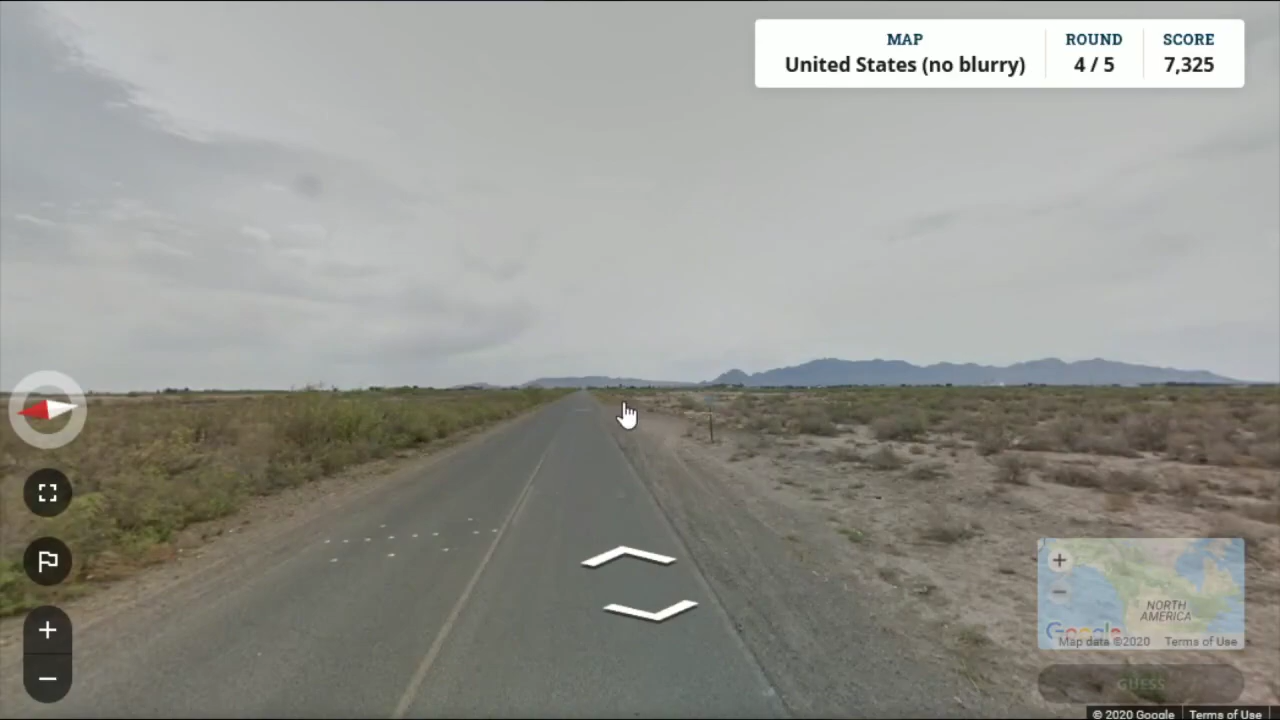 MAP
United States (no blurry)
ROUND
4 / 5
SCORE
7,325
NORTH
AMERICA
Google
Map data ©2020 Terms of Use
GUESS
© 2020 Google Terms of Use